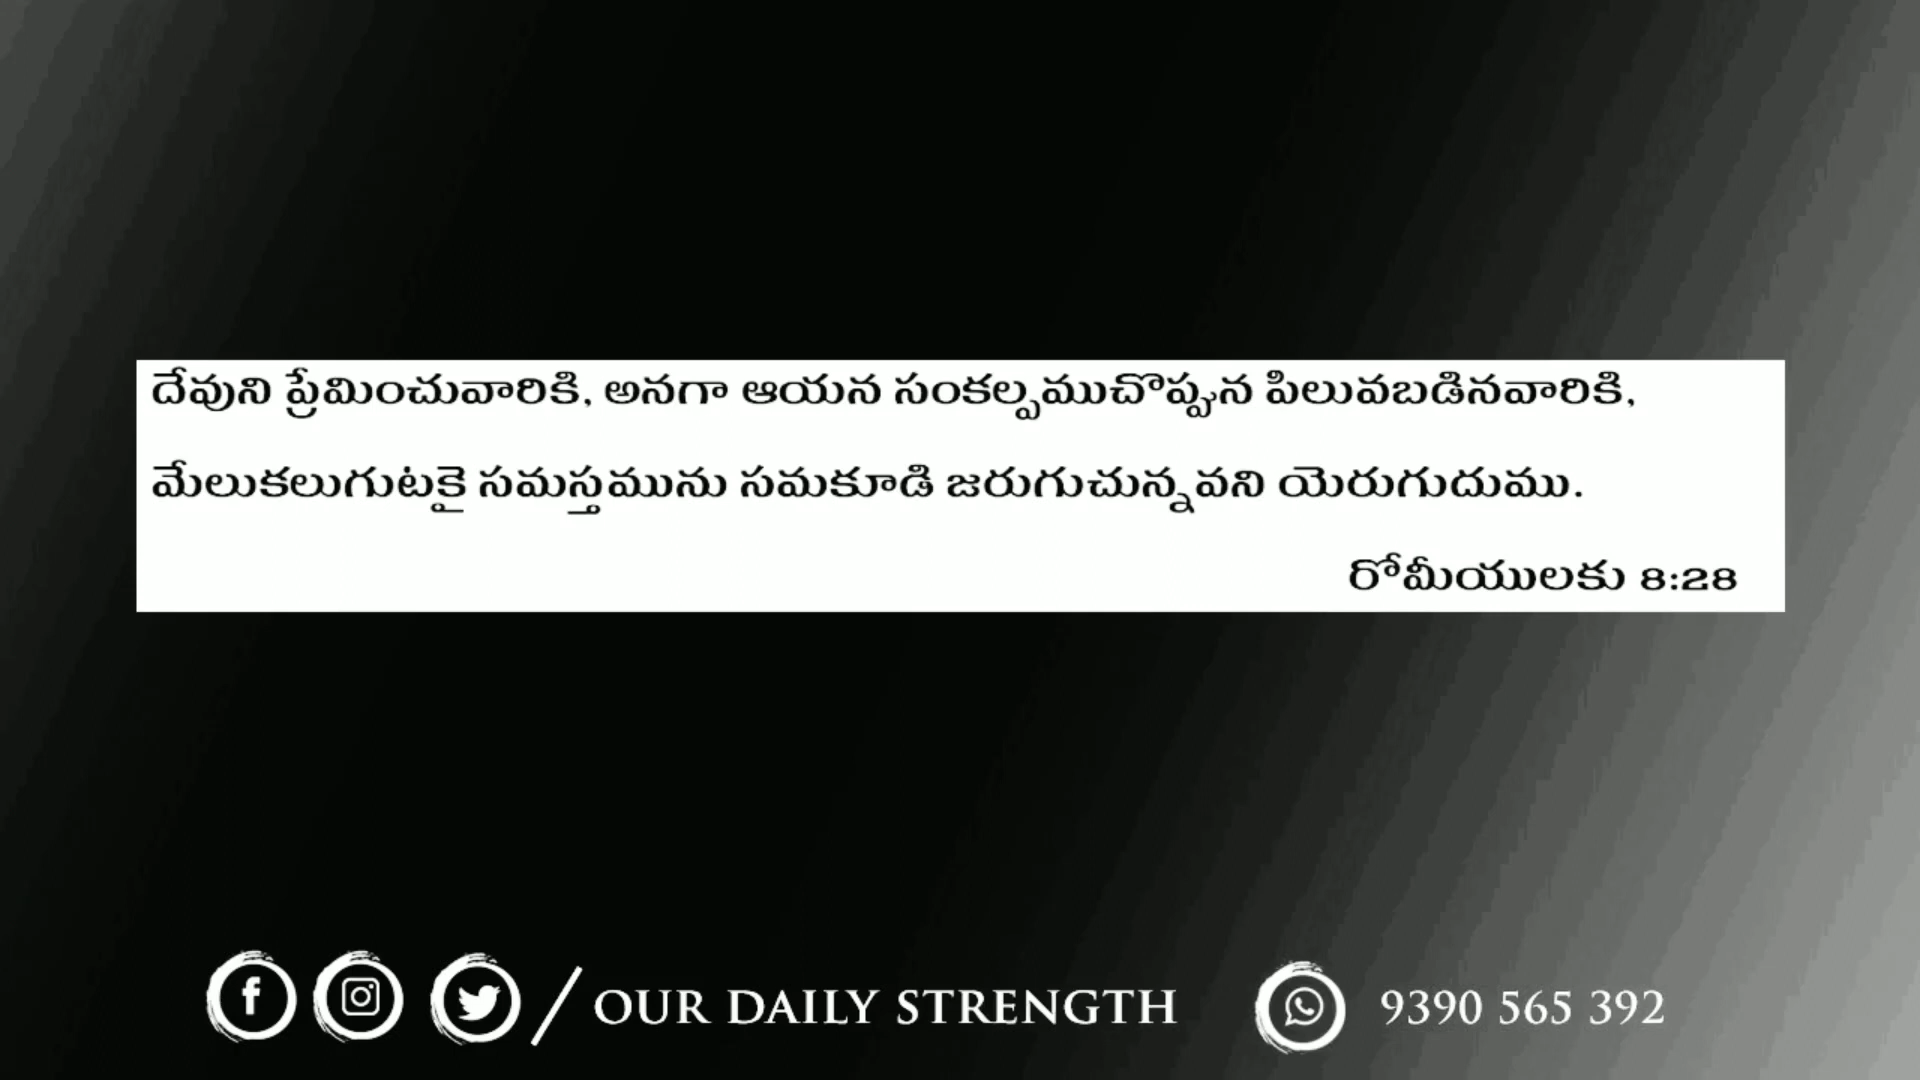 దేవుని ప్రేమించువారికి, అనగా ఆయన సంకల్పముచొప్పున పిలువబడినవారికి,
మేలుకలుగుటకై సమస్తమును సమకూడి జరుగుచున్నవని యెరుగుదుము.
రోమీయులకు 8:28
/ OUR DAILY STRENGTH 9390 565 392